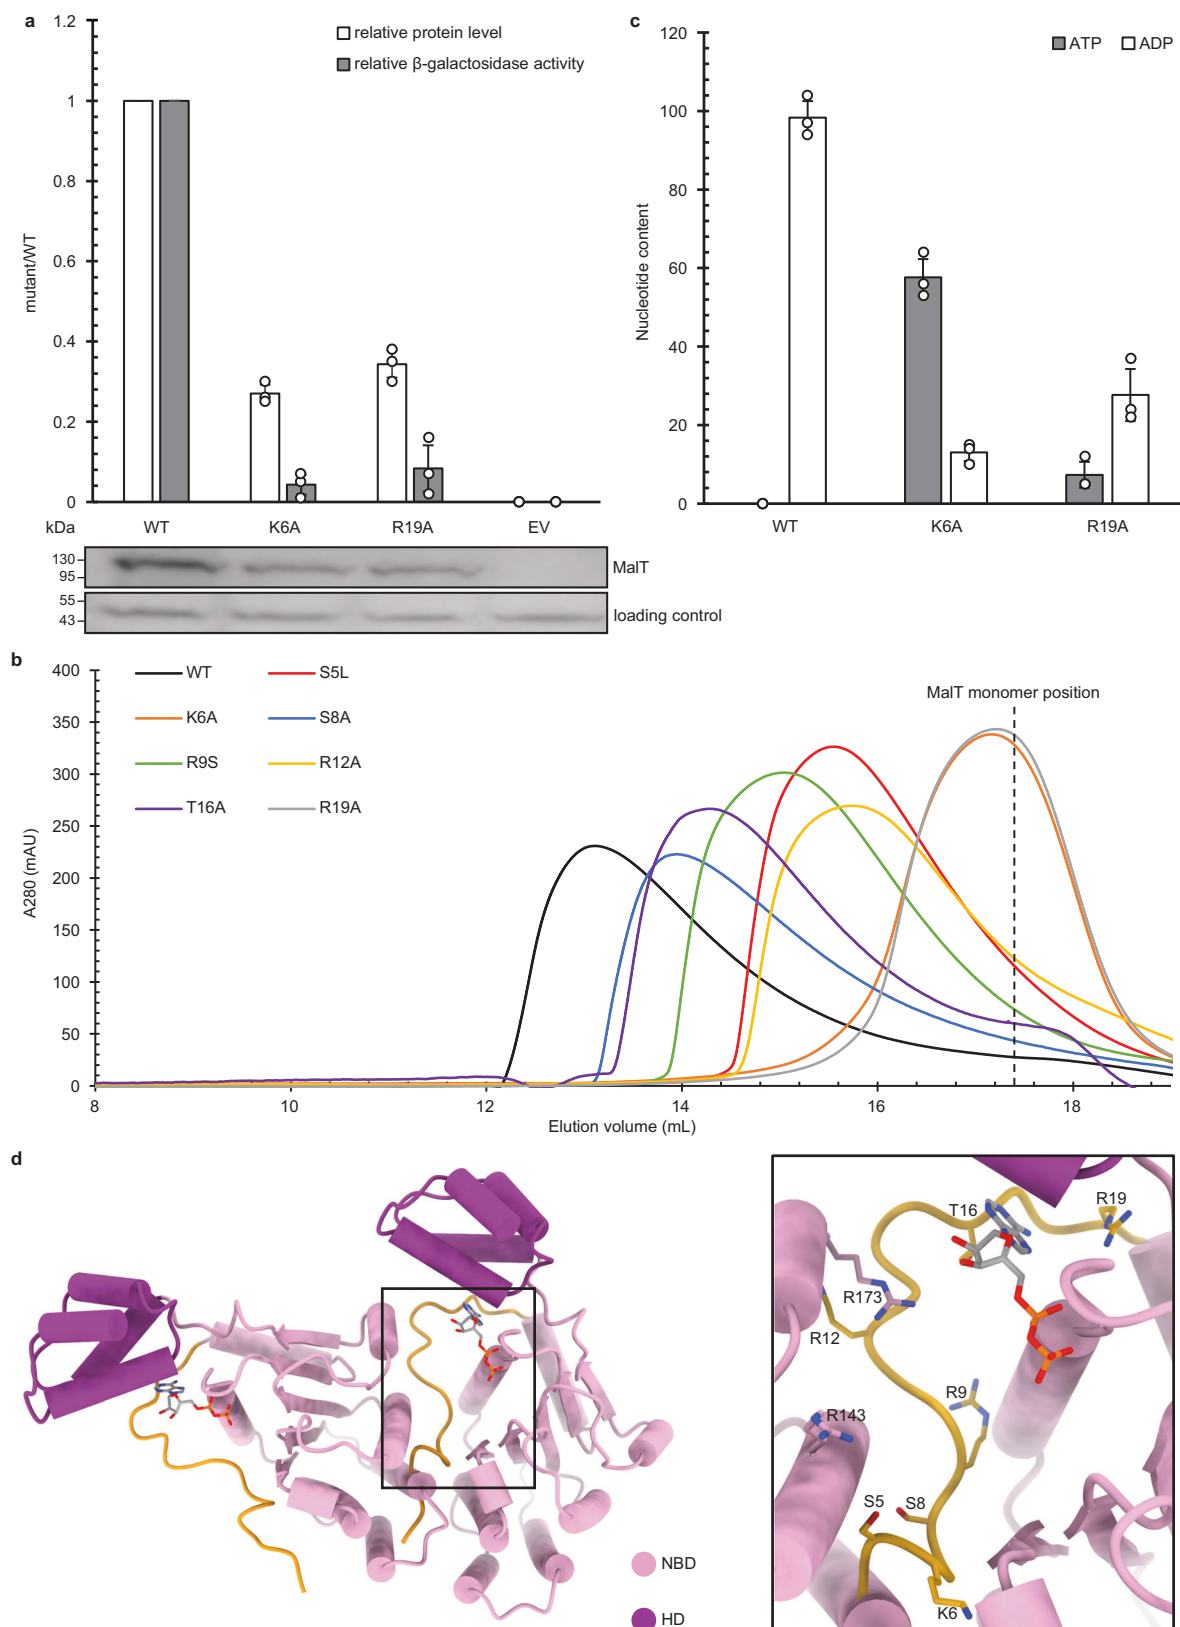 a
1.2
1
0.8
0.6
0.4
0.2
0
mutant/WT
relative protein level
relative β-galactosidase activity
kDa
WT
K6A
R19A
EV
130
95
MalT
55
43
loading control
c
120
100
80
60
40
20
0
Nucleotide content
ATP
ADP
WT
K6A
R19A
b
400
350
300
250
200
150
100
50
0
A280 (mAU)
WT
S5L
K6A
S8A
R9S
R12A
T16A
R19A
MalT monomer position
8
10
12
14
16
18
Elution volume (mL)
d
NBD
HD
T16
R19
R173
R12
R9
R143
S5
S8
K6